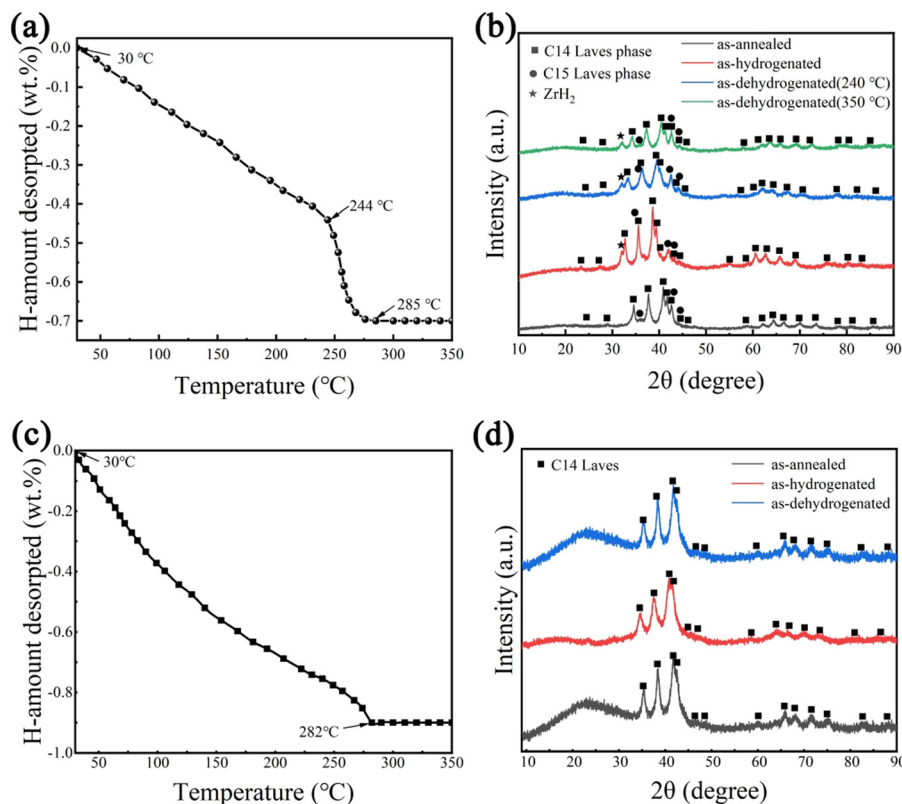 (a)
0.0
-0.1
-0.2
-0.3
-0.4
-0.5
-0.6
-0.7
H-amount desorpted (wt.%)
30 ℃
244 ℃
285 ℃
50 100 150 200 250 300 350
Temperature (℃)
(b)
■ C14 Laves phase
● C15 Laves phase
★ ZrH₂
as-annealed
as-hydrogenated
as-dehydrogenated(240 ℃)
as-dehydrogenated(350 ℃)
Intensity (a.u.)
10 20 30 40 50 60 70 80 90
2θ (degree)
(c)
0.0
-0.2
-0.4
-0.6
-0.8
-1.0
H-amount desorpted (wt.%)
30℃
282℃
50 100 150 200 250 300 350
Temperature (℃)
(d)
■ C14 Laves
as-annealed
as-hydrogenated
as-dehydrogenated
Intensity (a.u.)
10 20 30 40 50 60 70 80 90
2θ (degree)